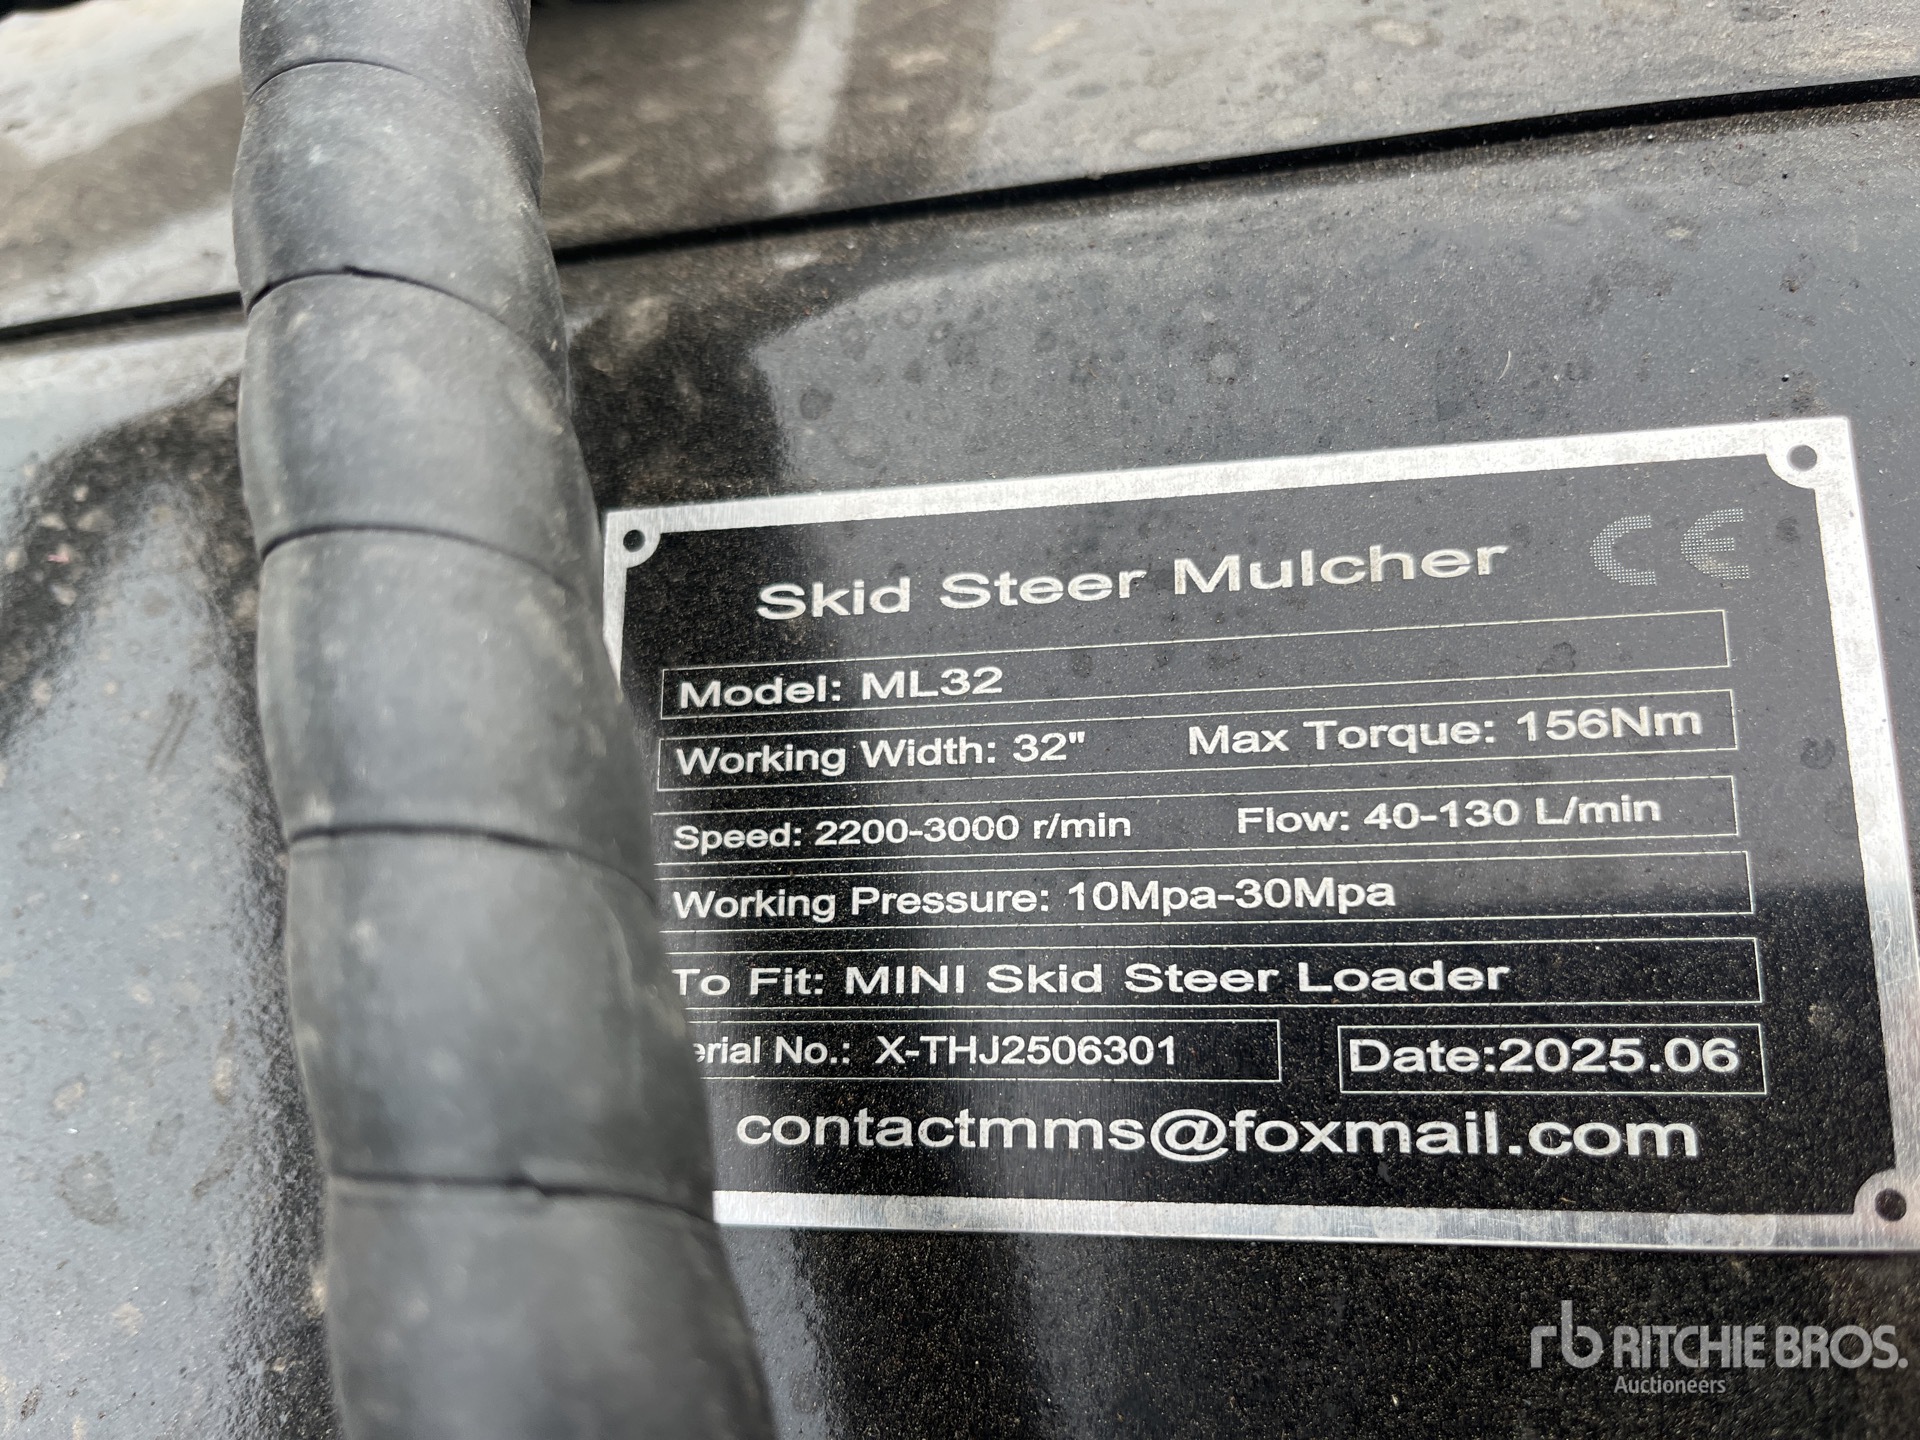 Skid Steer Mulcher CE
Model: ML32
Working Width: 32" Max Torque: 156Nm
Speed: 2200-3000 r/min Flow: 40-130 L/min
Working Pressure: 10Mpa-30Mpa
To Fit: MINI Skid Steer Loader
erial No.: X-THJ2506301 Date:2025.06
contactmms@foxmail.com
rb RITCHIE BROS.
Auctioneers